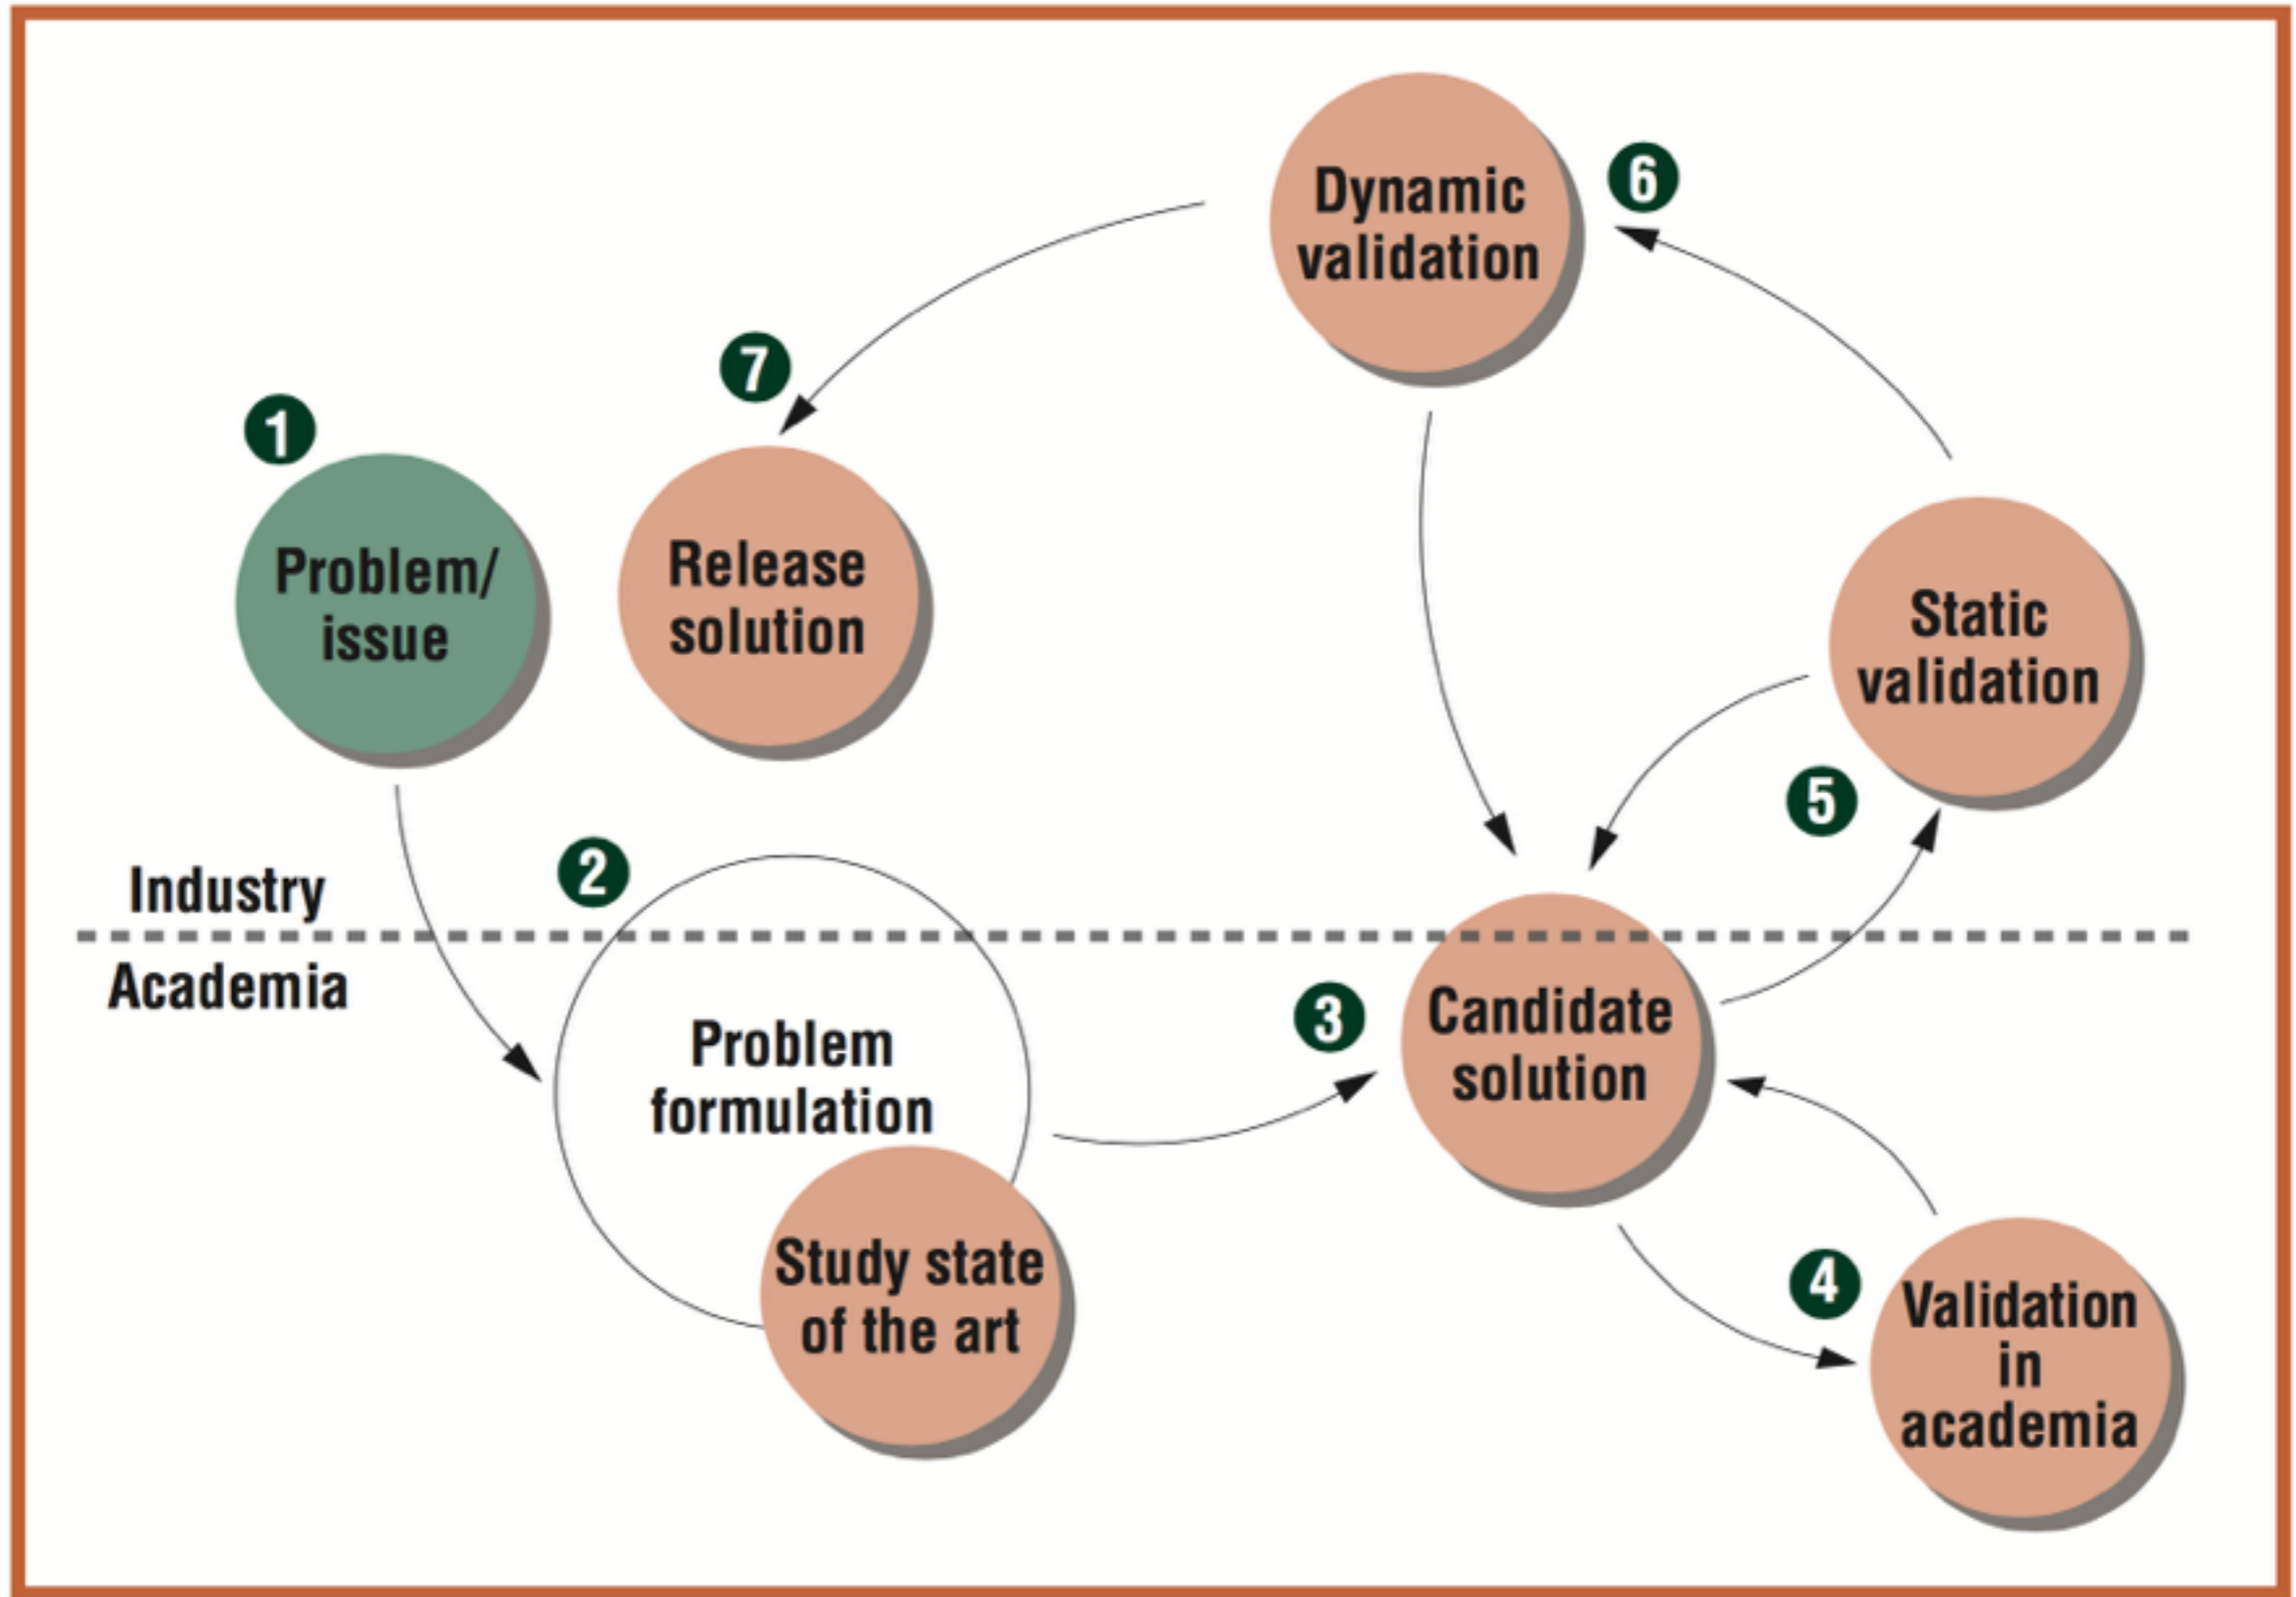 6
Dynamic
validation
7
1
Problem/
issue
Release
solution
Static
validation
5
2
Industry
Academia
3
Candidate
solution
Problem
formulation
Study state
of the art
4
Validation
in
academia